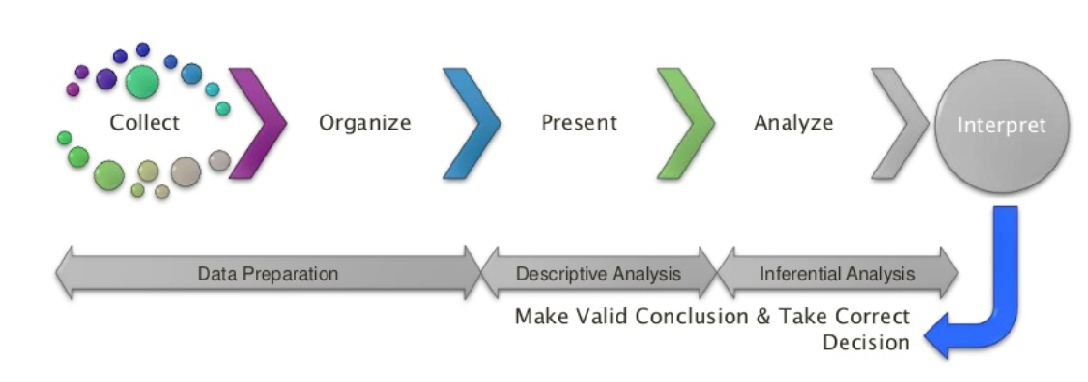 Collect
Organize
Present
Analyze
Interpret
Data Preparation
Descriptive Analysis
Inferential Analysis
Make Valid Conclusion & Take Correct
Decision